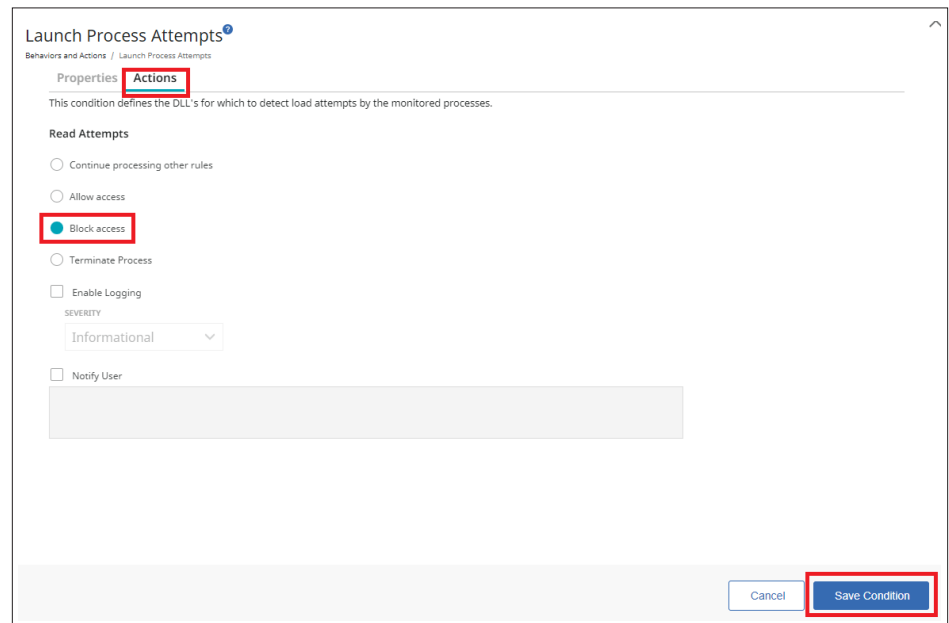 Launch Process Attempts?
Behaviors and Actions / Launch Process Attempts
Properties Actions
This condition defines the DLL's for which to detect load attempts by the monitored processes.
Read Attempts
Continue processing other rules
Allow access
Block access
Terminate Process
Enable Logging
SEVERITY
Informational
Notify User
Cancel Save Condition